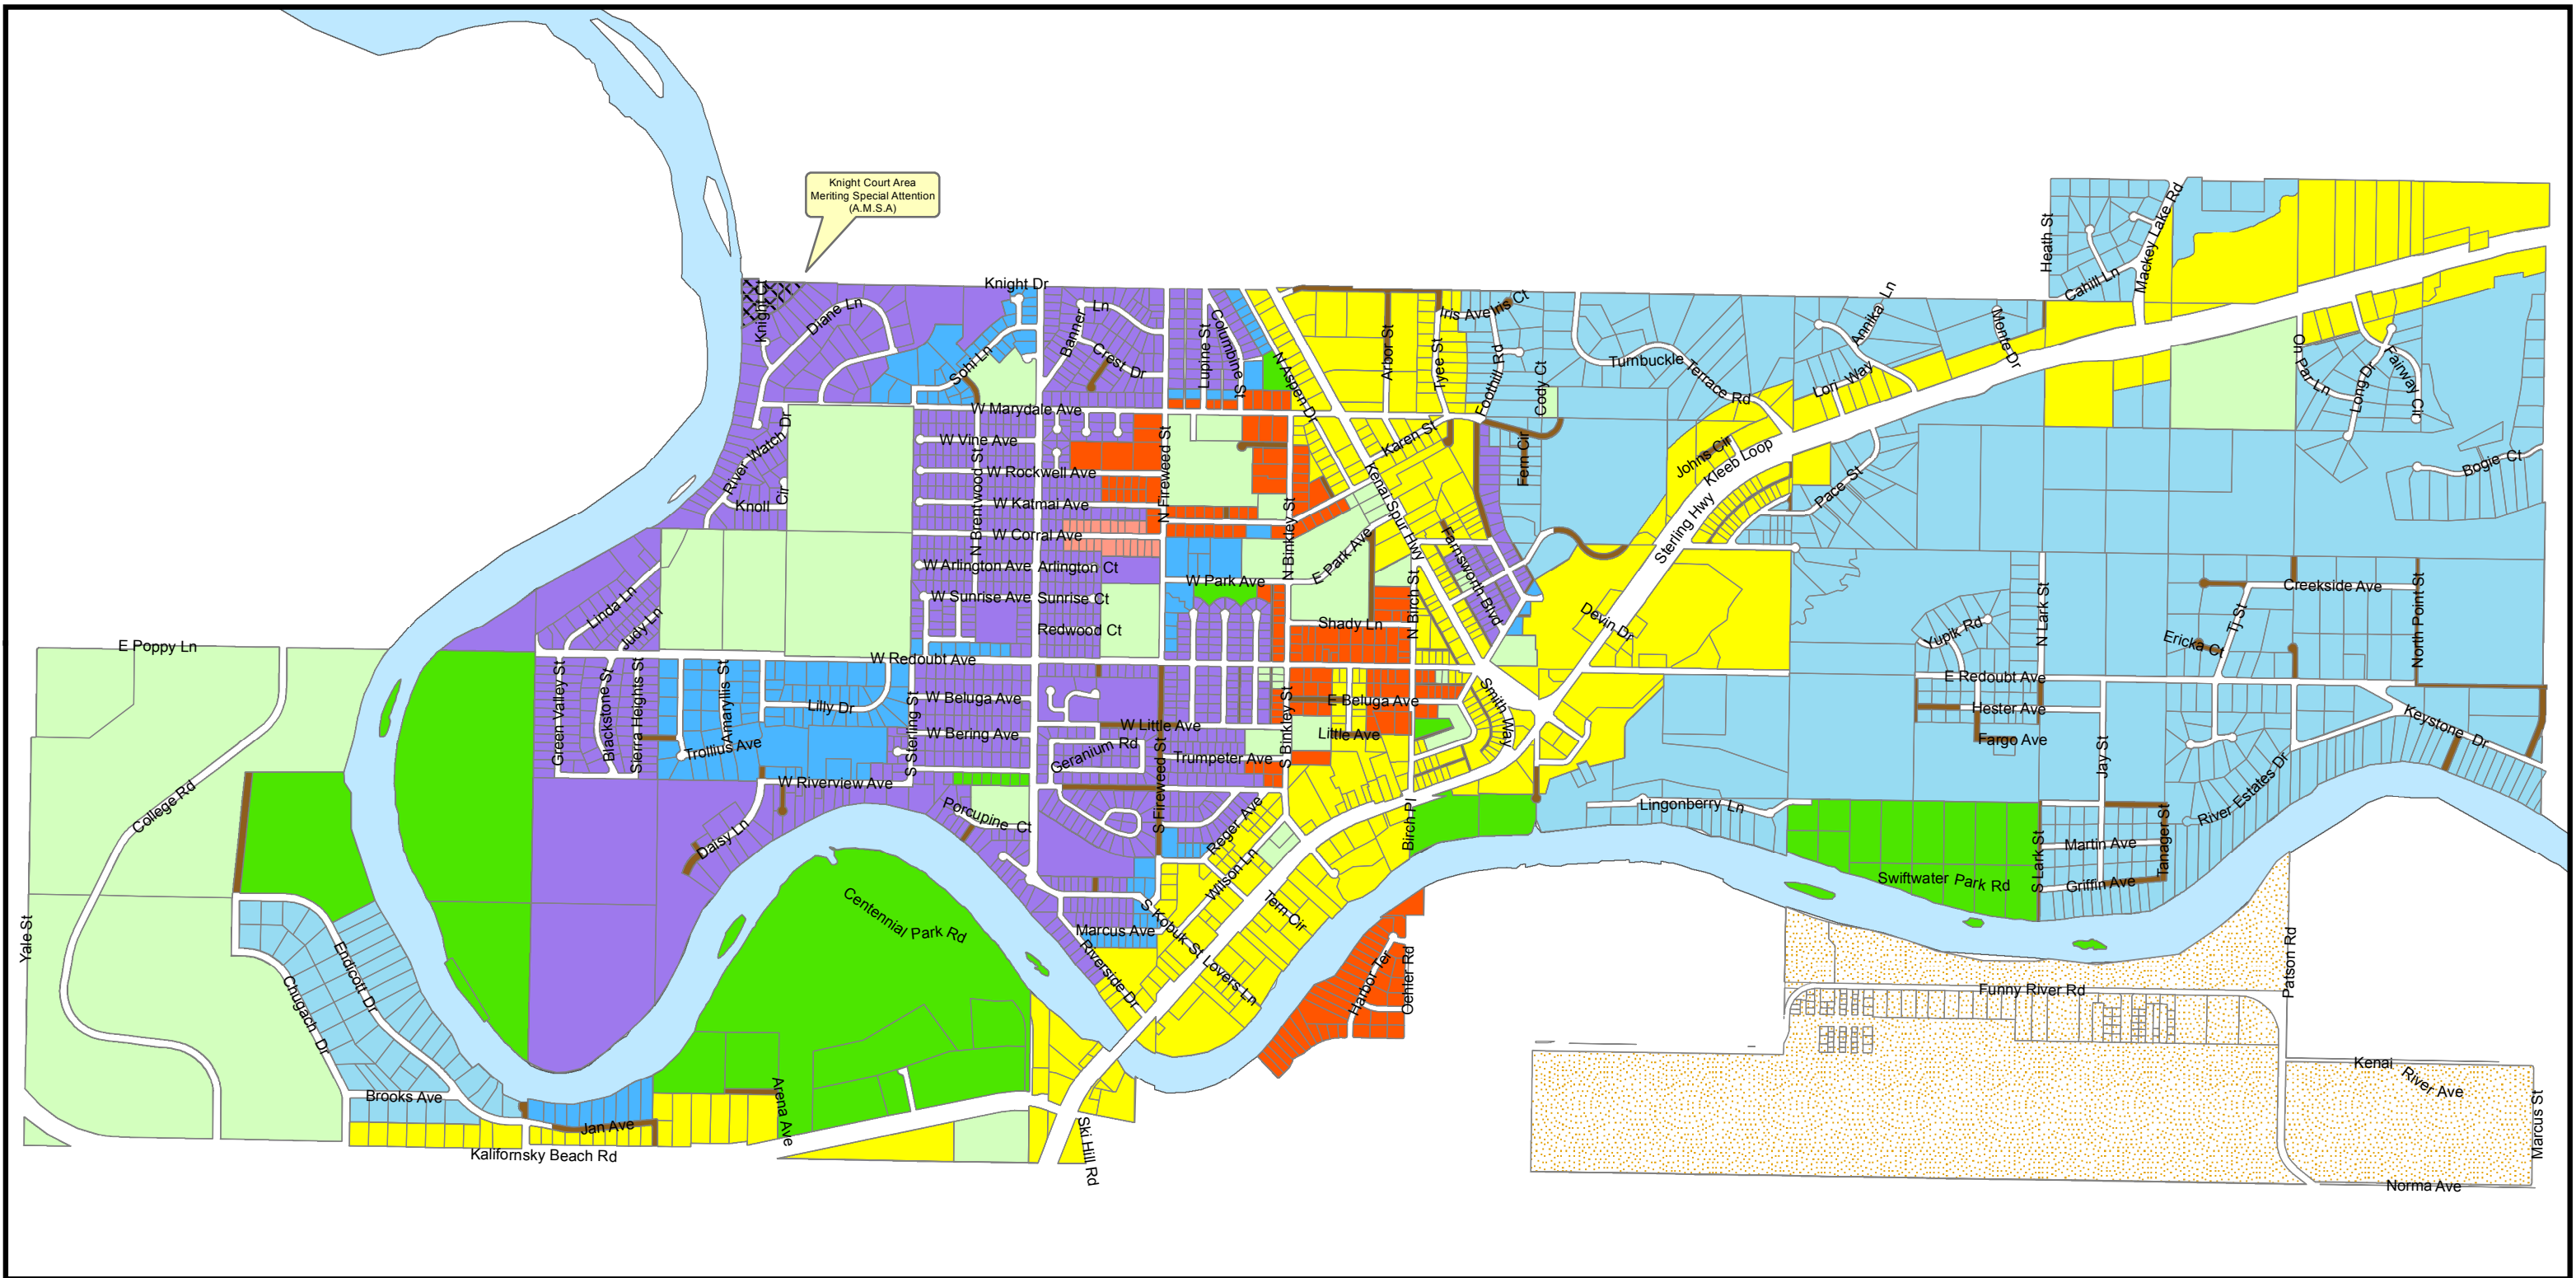 Knight Court Area
Meriting Special Attention
(A.M.S.A)
Knight Dr
Knight Ct
Diane Ln
Sohl Ln
Banner Ln
Crest Dr
Lupine St
Columbine St
N Aspen Dr
Arbor St
Tyee St
Iris Ave
Iris Ct
Foothill Rd
Cody Ct
Turnbuckle Terrace Rd
Annika Ln
Lori Way
Monte Dr
Heath St
Cahill Ln
Mackey Lake Rd
Par Ln
Long Dr
Fairway Cir
Bogie Ct
W Marydale Ave
W Vine Ave
W Rockwell Ave
W Katmai Ave
W Corral Ave
W Arlington Ave
Arlington Ct
W Sunrise Ave
Sunrise Ct
Redwood Ct
N Brentwood St
N Fireweed St
N Binkley St
W Park Ave
E Park Ave
Karen St
Kenai Spur Hwy
Farnsworth Blvd
Fern Cir
Johns Cir
Kleeb Loop
Sterling Hwy
Pace St
Devin Dr
River Watch Dr
Knoll Cir
Linda Ln
Judy Ln
E Poppy Ln
W Redoubt Ave
Shady Ln
N Birch St
Yupik Rd
N Lark St
Creekside Ave
Tj St
Ericka Ct
North Point St
E Redoubt Ave
Hester Ave
Fargo Ave
Keystone Dr
Jay St
River Estates Dr
Green Valley St
Blackstone St
Sierra Heights St
Amaryllis St
Lilly Dr
Trollius Ave
S Sterling St
W Beluga Ave
W Bering Ave
W Little Ave
Geranium Rd
Trumpeter Ave
E Beluga Ave
Little Ave
S Binkley St
Smith Way
W Riverview Ave
Daisy Ln
Porcupine Ct
S Fireweed St
Reger Ave
Wilson Ln
Birch Pl
Lingonberry Ln
Swiftwater Park Rd
S Lark St
Martin Ave
Griffin Ave
Tanager St
College Rd
Yale St
Endicott Dr
Chugach Dr
Brooks Ave
Jan Ave
Kalifornsky Beach Rd
Arena Ave
Centennial Park Rd
Marcus Ave
S Kobuk St
Riverside Dr
Lovers Ln
Tern Cir
Harbor Ter
Oehler Rd
Ski Hill Rd
Funny River Rd
Patson Rd
Kenai River Ave
Marcus St
Norma Ave